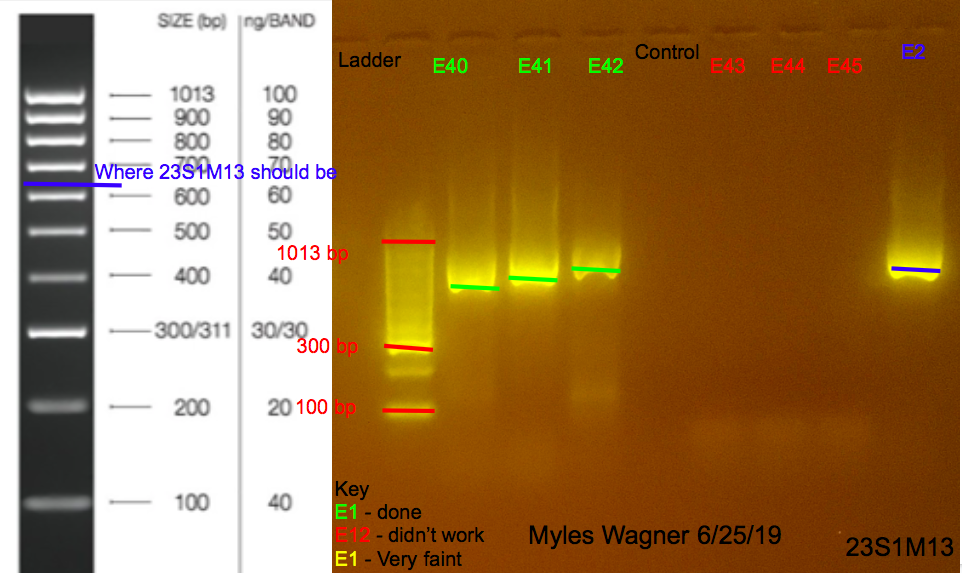 SIZE (bp) ng/BAND
1013 100
900 90
800 80
700 70
Where 23S1M13 should be
600 60
500 50
400 40
300/311 30/30
200 20
100 40
Ladder E40 E41 E42 Control E43 E44 E45 E2
1013 bp
300 bp
100 bp
Key
E1 - done
E12 - didn't work
E1 - Very faint
Myles Wagner 6/25/19
23S1M13